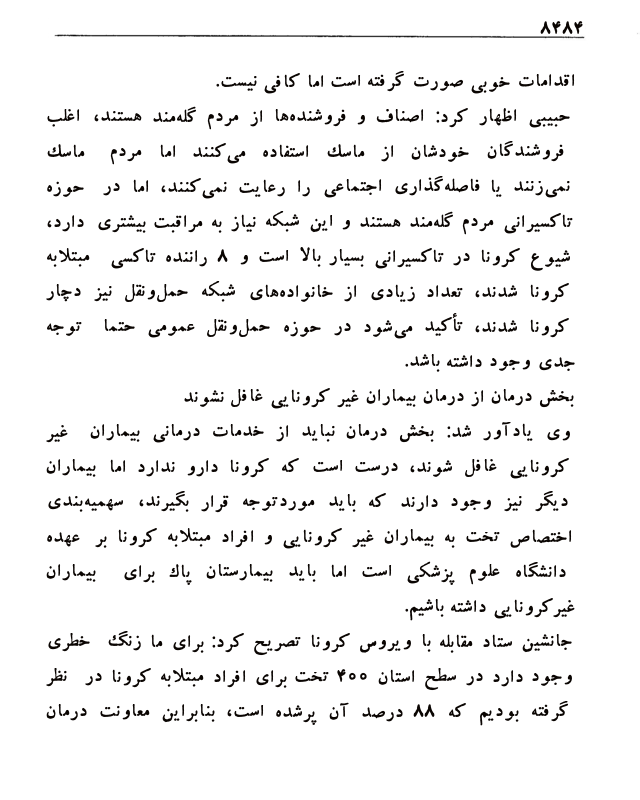 ۸۴۸۴
اقدامات خوبی صورت گرفته است اما کافی نیست.
حبیبی اظهار کرد: اصناف و فروشنده‌ها از مردم گله‌مند هستند، اغلب
فروشندگان خودشان از ماسك استفاده می‌کنند اما مردم ماسك
نمی‌زنند یا فاصله‌گذاری اجتماعی را رعایت نمی‌کنند، اما در حوزه
تاکسیرانی مردم گله‌مند هستند و این شبکه نیاز به مراقبت بیشتری دارد،
شیوع کرونا در تاکسیرانی بسیار بالا است و ۸ راننده تاکسی مبتلابه
کرونا شدند، تعداد زیادی از خانواده‌های شبکه حمل‌ونقل نیز دچار
کرونا شدند، تأکید می‌شود در حوزه حمل‌ونقل عمومی حتما توجه
جدی وجود داشته باشد.
بخش درمان از درمان بیماران غیر کرونایی غافل نشوند
وی یادآور شد: بخش درمان نباید از خدمات درمانی بیماران غیر
کرونایی غافل شوند، درست است که کرونا دارو ندارد اما بیماران
دیگر نیز وجود دارند که باید موردتوجه قرار بگیرند، سهمیه‌بندی
اختصاص تخت به بیماران غیر کرونایی و افراد مبتلابه کرونا بر عهده
دانشگاه علوم پزشکی است اما باید بیمارستان پاك برای بیماران
غیرکرونایی داشته باشیم.
جانشین ستاد مقابله با ویروس کرونا تصریح کرد: برای ما زنگ خطری
وجود دارد در سطح استان ۴۰۰ تخت برای افراد مبتلابه کرونا در نظر
گرفته بودیم که ۸۸ درصد آن پرشده است، بنابراین معاونت درمان